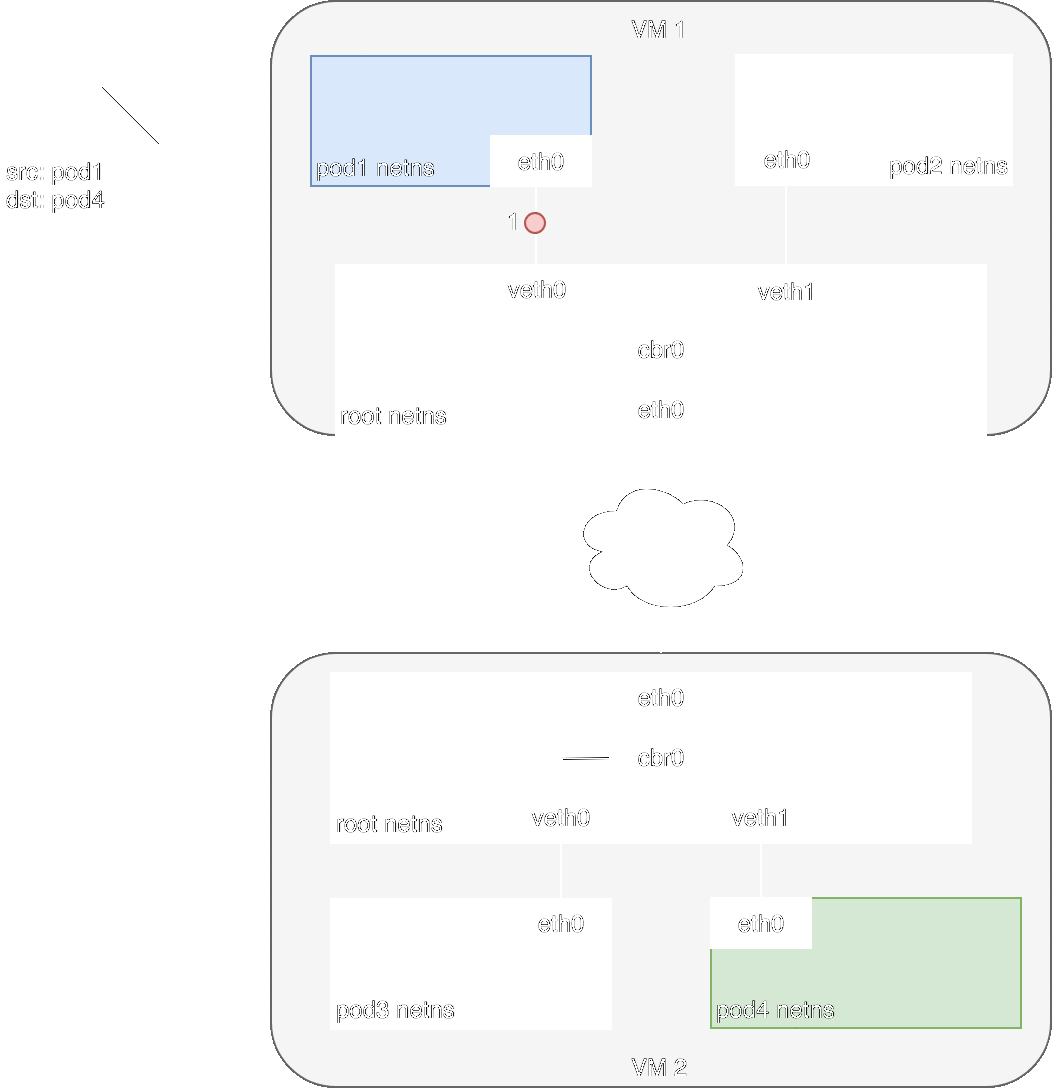 VM 1
src: pod1
dst: pod4
pod1 netns
eth0
eth0
pod2 netns
1
veth0
veth1
cbr0
root netns
eth0
eth0
cbr0
root netns
veth0
veth1
eth0
eth0
pod3 netns
pod4 netns
VM 2